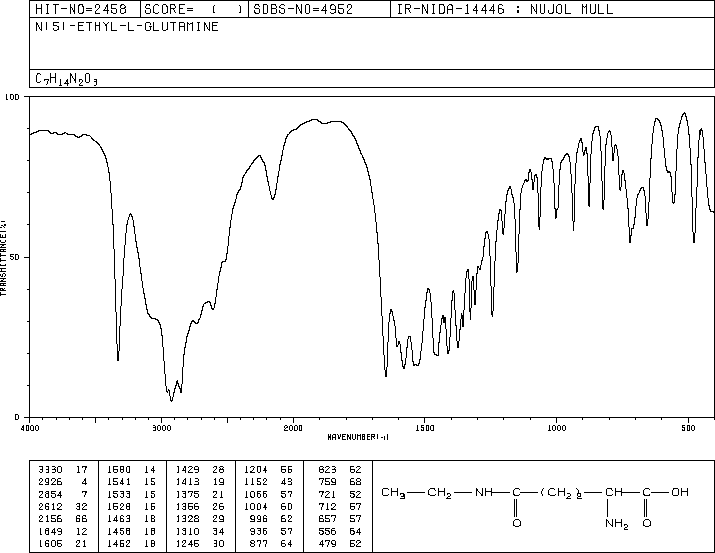 HIT-NO=2458 SCORE= ( ) SDBS-NO=4952 IR-NIDA-14446 : NUJOL MULL
N(5)-ETHYL-L-GLUTAMINE
C7H14N2O3
100
50
0
TRANSMITTANCE(%)
4000 3000 2000 1500 1000 500
WAVENUMBER(-1)
3330 17 1580 14 1429 28 1204 55 823 62
2926 4 1541 15 1413 19 1152 43 759 68
2854 7 1533 15 1375 21 1066 57 721 52
2612 32 1528 15 1356 26 1004 60 712 57
2156 66 1463 18 1328 29 996 62 657 57
1649 12 1458 18 1310 34 936 57 556 64
1605 21 1452 18 1245 30 877 64 479 52
CH3 CH2 NH C (CH2)2 CH C OH
O NH2 O